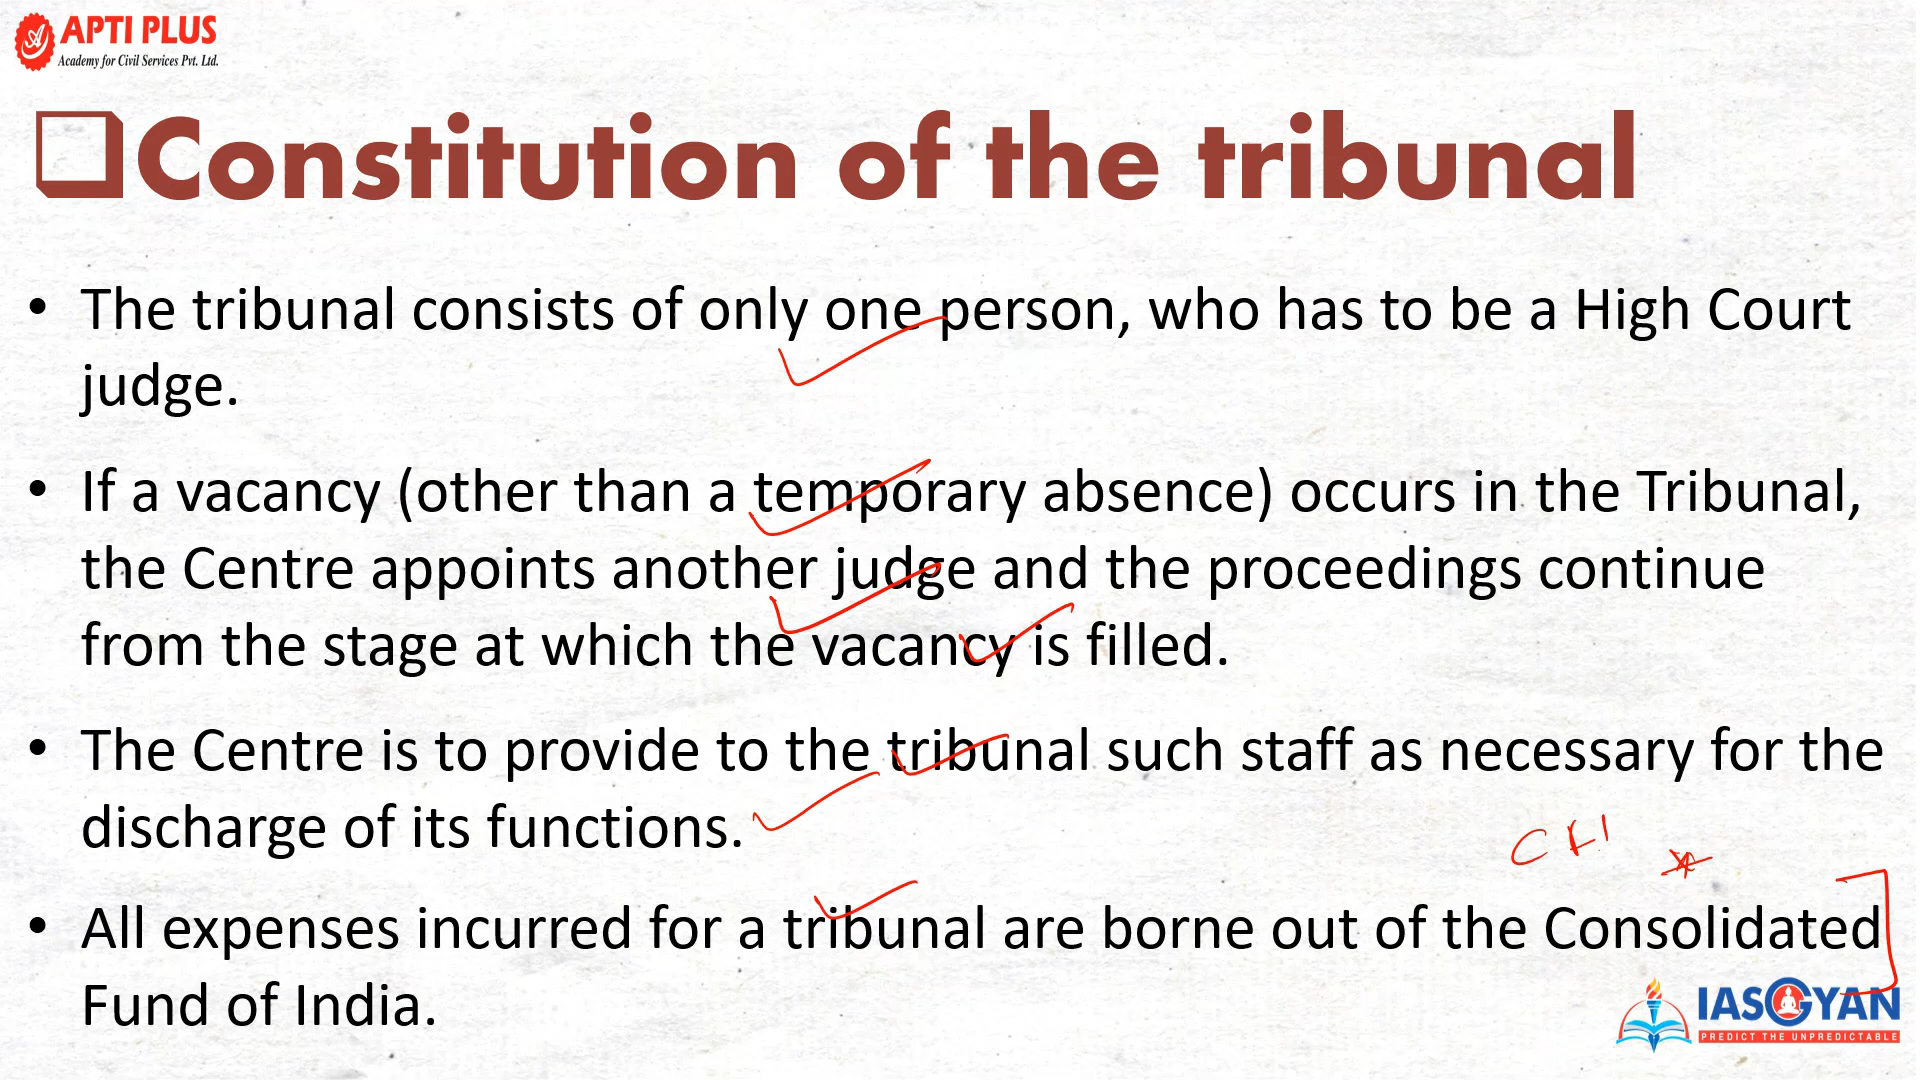 APTI PLUS
Academy for Civil Services Pvt. Ltd.
Constitution of the tribunal
• The tribunal consists of only one person, who has to be a High Court
judge.
• If a vacancy (other than a temporary absence) occurs in the Tribunal,
the Centre appoints another judge and the proceedings continue
from the stage at which the vacancy is filled.
• The Centre is to provide to the tribunal such staff as necessary for the
discharge of its functions.
CFI
• All expenses incurred for a tribunal are borne out of the Consolidated
Fund of India.
IASGYAN
PREDICT THE UNPREDICTABLE